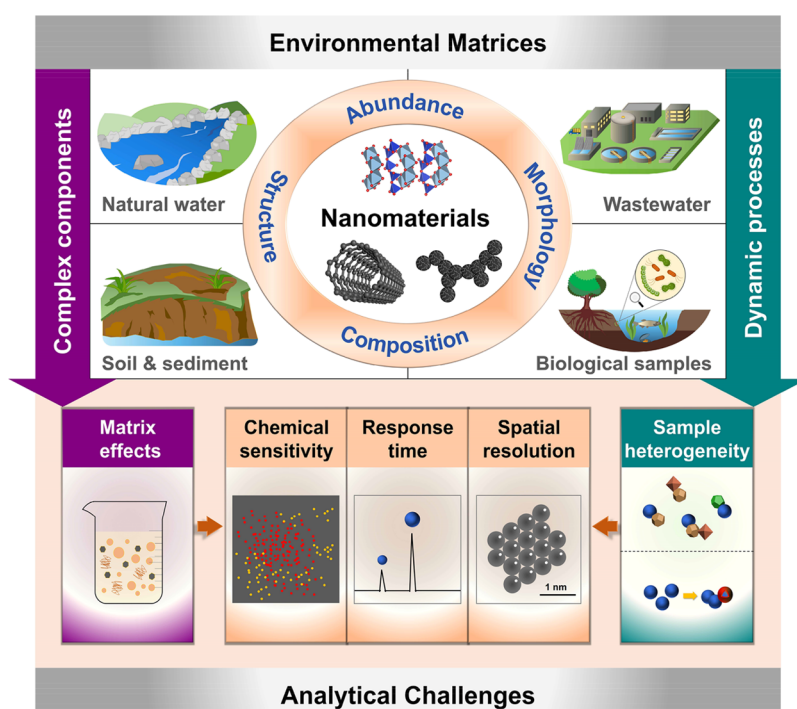 Environmental Matrices
Complex components
Dynamic processes
Abundance
Structure
Morphology
Composition
Nanomaterials
Natural water
Wastewater
Soil & sediment
Biological samples
Matrix
effects
Chemical
sensitivity
Response
time
Spatial
resolution
Sample
heterogeneity
1 nm
Analytical Challenges